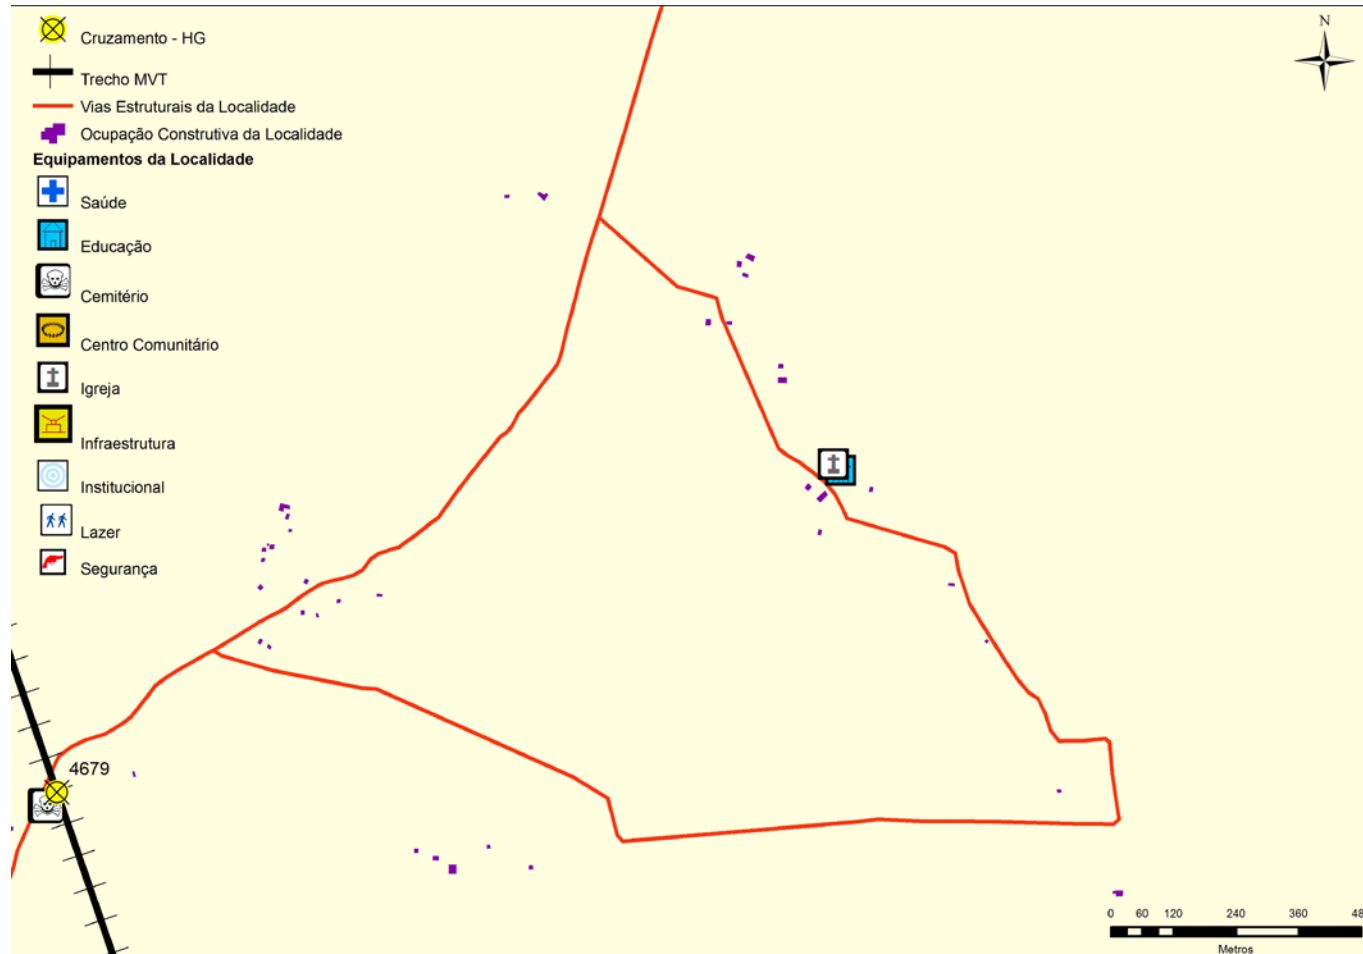 Cruzamento - HG
N
Trecho MVT
Vias Estruturais da Localidade
Ocupação Construtiva da Localidade
Equipamentos da Localidade
Saúde
Educação
Cemitério
Centro Comunitário
Igreja
Infraestrutura
Institucional
Lazer
Segurança
4679
0 60 120 240 360 48
Metros